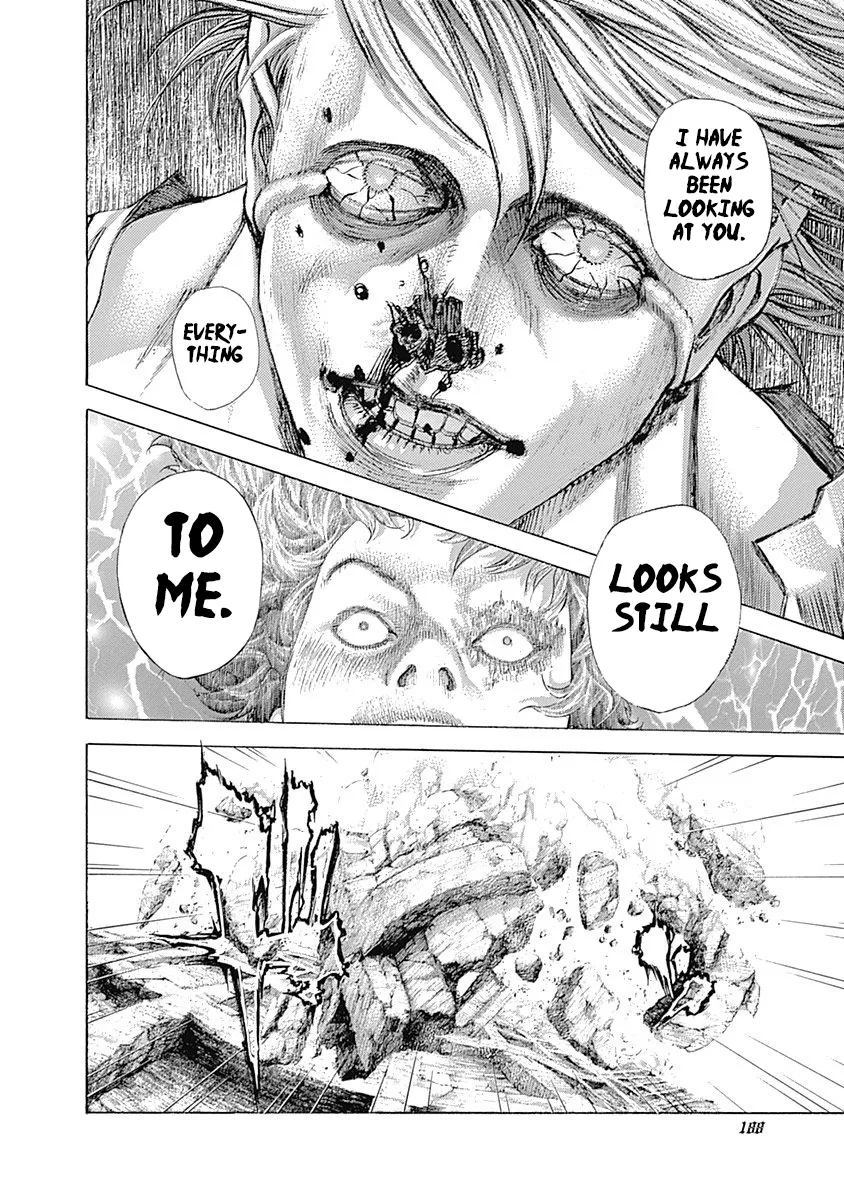 I HAVE
ALWAYS
BEEN
LOOKING
AT YOU.
EVERY-
THING
LOOKS
STILL
TO
ME.
188